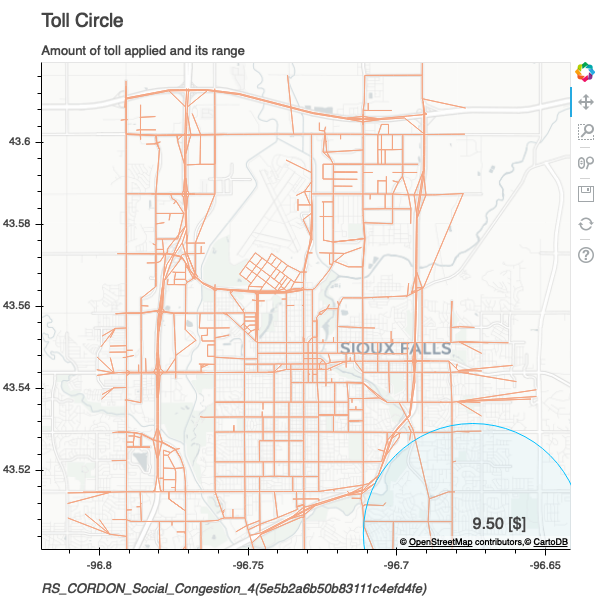 Toll Circle
Amount of toll applied and its range
43.6
43.58
43.56
SIOUX FALLS
43.54
43.52
9.50 [$]
© OpenStreetMap contributors,© CartoDB
-96.8
-96.75
-96.7
-96.65
RS_CORDON_Social_Congestion_4(5e5b2a6b50b83111c4efd4fe)